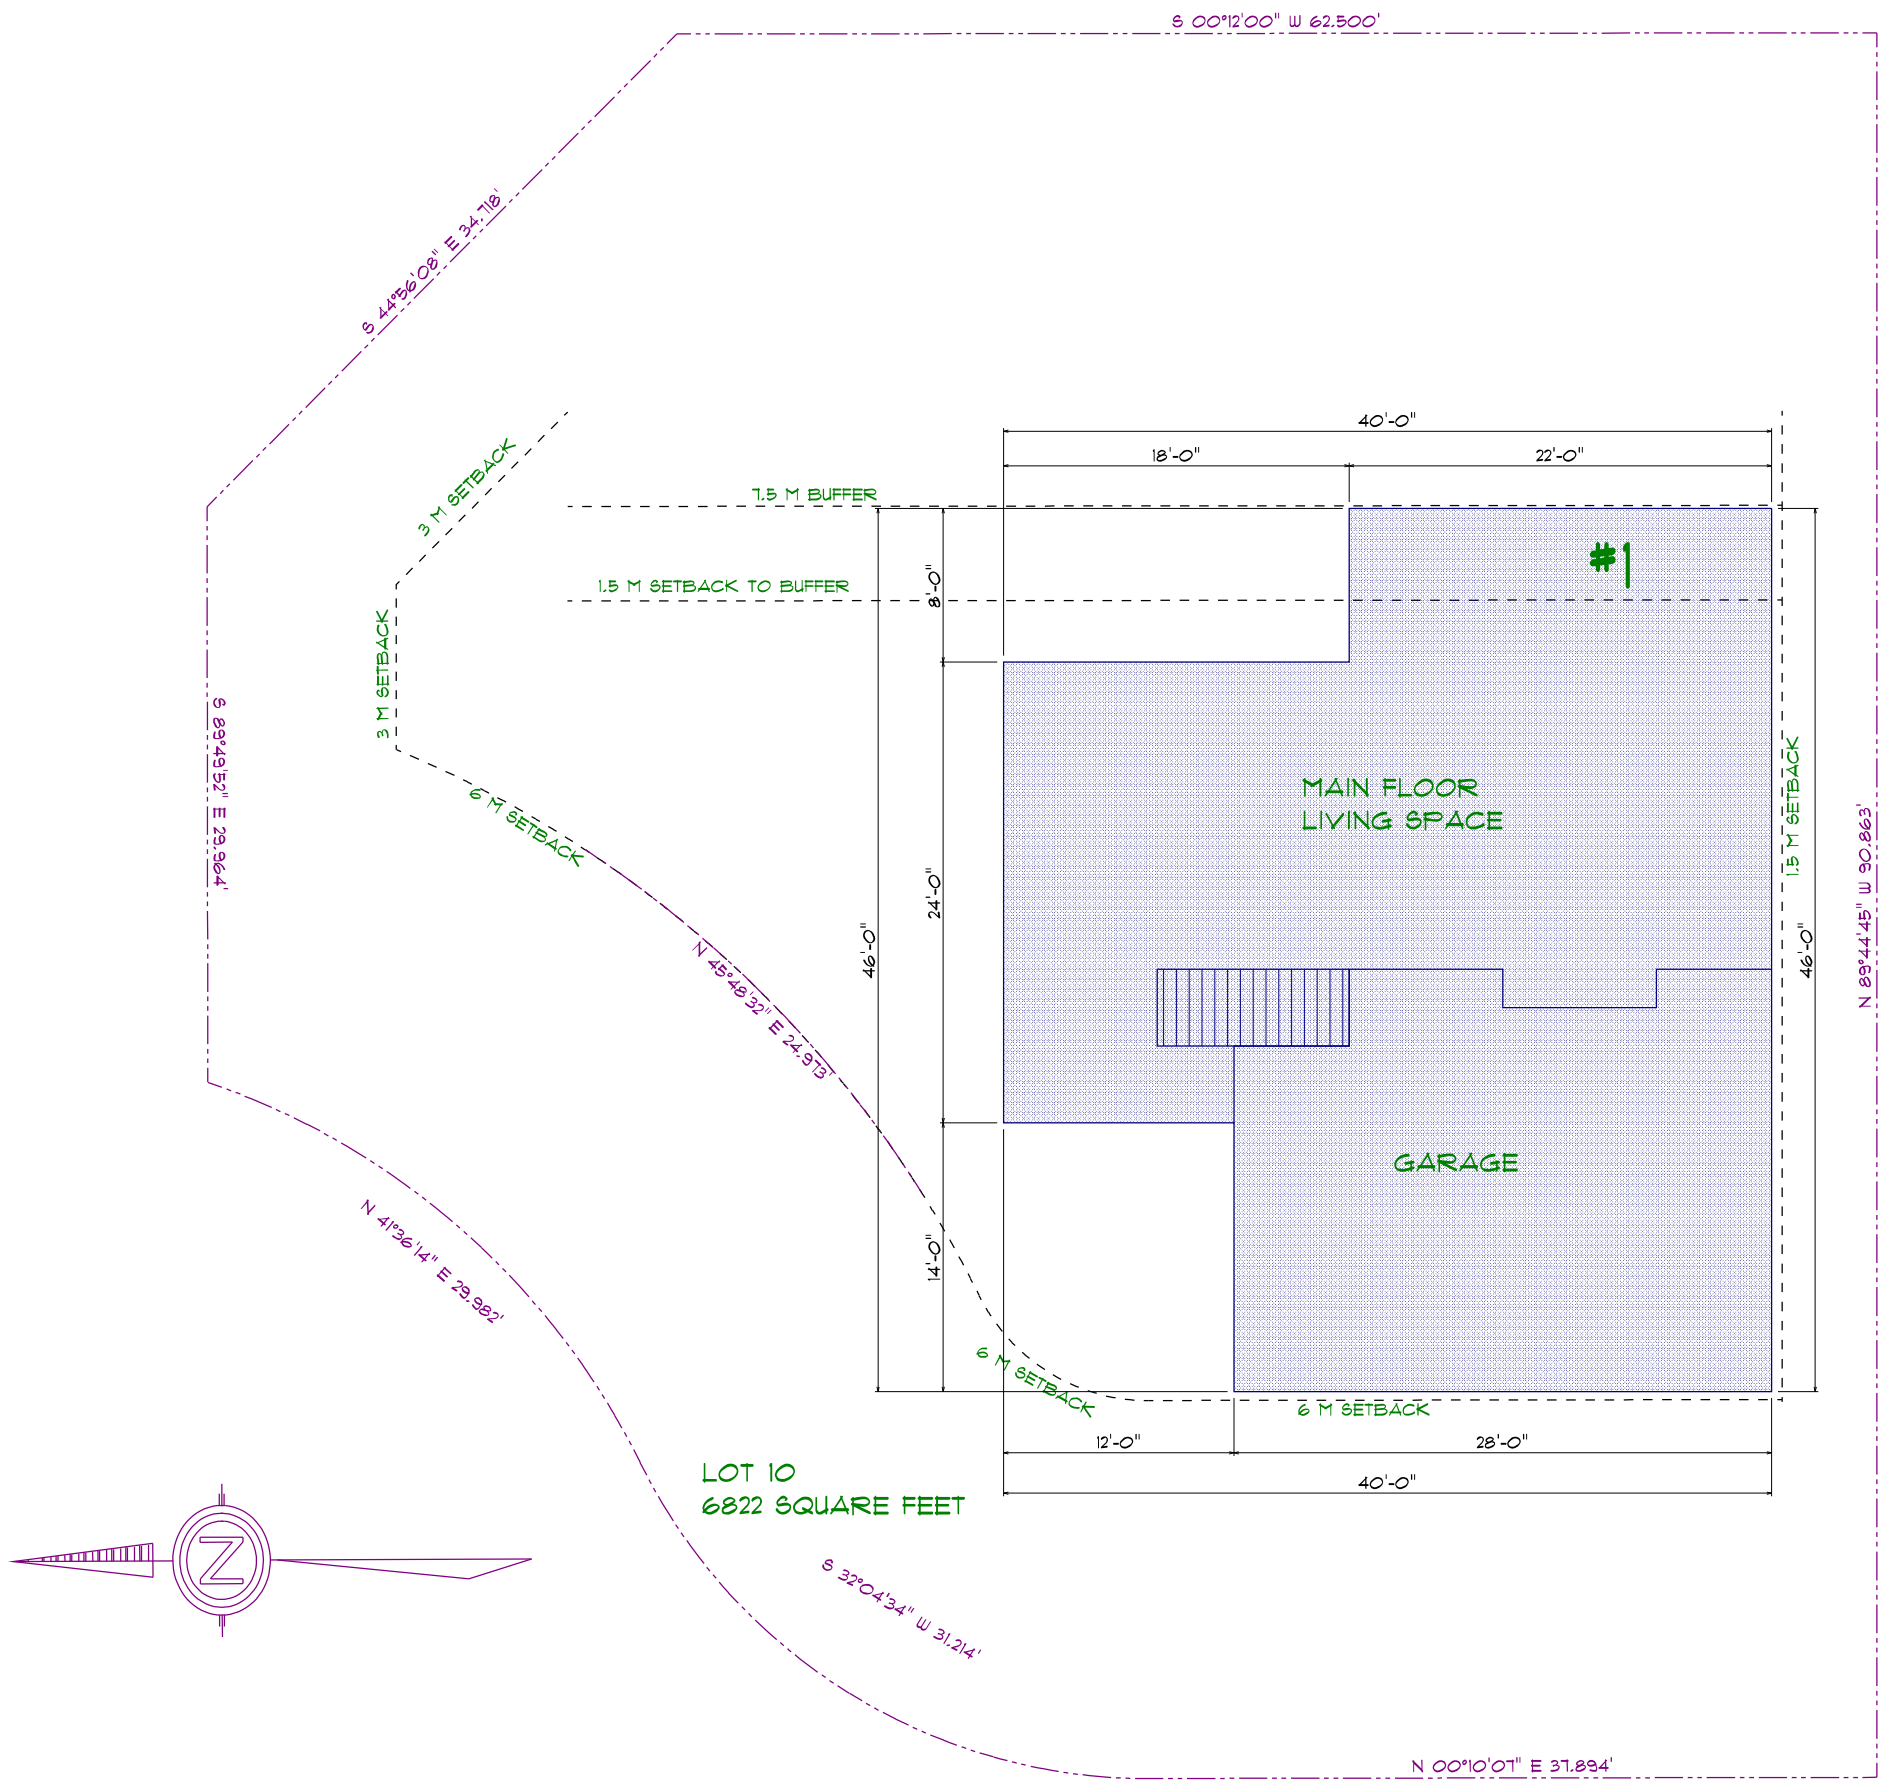 S 00°12'00" W 62.500'
S 44°56'08" E 34.718'
40'-0"
18'-0"
22'-0"
3 M SETBACK
7.5 M BUFFER
#1
8'-0"
1.5 M SETBACK TO BUFFER
3 M SETBACK
S 89°49'52" E 29.964'
6 M SETBACK
MAIN FLOOR
LIVING SPACE
1.5 M SETBACK
N 89°44'45" W 90.863'
24'-0"
46'-0"
46'-0"
N 45°48'32" E 24.973'
GARAGE
N 41°36'14" E 29.982'
14'-0"
6 M SETBACK
6 M SETBACK
12'-0"
28'-0"
40'-0"
LOT 10
6822 SQUARE FEET
N
S 32°04'34" W 31.214'
N 00°10'07" E 37.894'